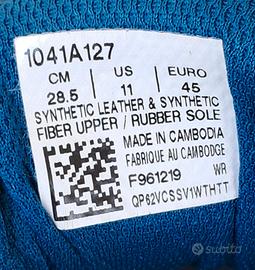 1041A127
CM US EURO
28.5 11 45
SYNTHETIC LEATHER & SYNTHETIC
FIBER UPPER / RUBBER SOLE
MADE IN CAMBODIA
FABRIQUE AU CAMBODGE
F961219 WR
QP62VCSSV1WTHTT
subito